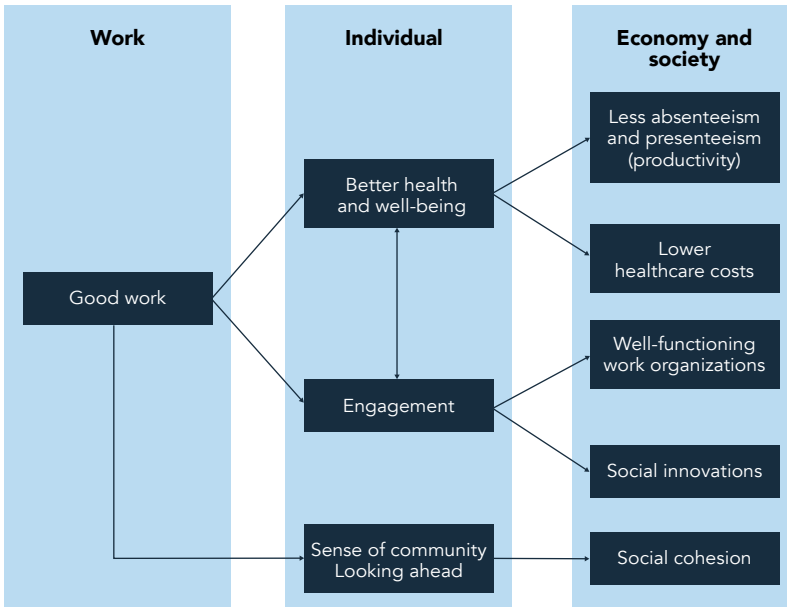 Work
Individual
Economy and
society
Less absenteeism
and presenteeism
(productivity)
Better health
and well-being
Lower
healthcare costs
Good work
Well-functioning
work organizations
Engagement
Social innovations
Sense of community
Looking ahead
Social cohesion